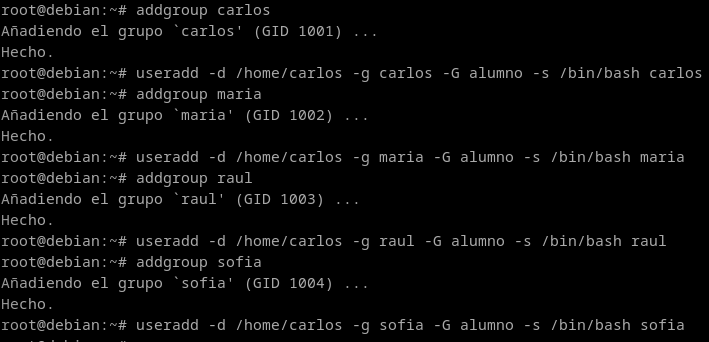 root@debian:~# addgroup carlos
Añadiendo el grupo `carlos' (GID 1001) ...
Hecho.
root@debian:~# useradd -d /home/carlos -g carlos -G alumno -s /bin/bash carlos
root@debian:~# addgroup maria
Añadiendo el grupo `maria' (GID 1002) ...
Hecho.
root@debian:~# useradd -d /home/carlos -g maria -G alumno -s /bin/bash maria
root@debian:~# addgroup raul
Añadiendo el grupo `raul' (GID 1003) ...
Hecho.
root@debian:~# useradd -d /home/carlos -g raul -G alumno -s /bin/bash raul
root@debian:~# addgroup sofia
Añadiendo el grupo `sofia' (GID 1004) ...
Hecho.
root@debian:~# useradd -d /home/carlos -g sofia -G alumno -s /bin/bash sofia